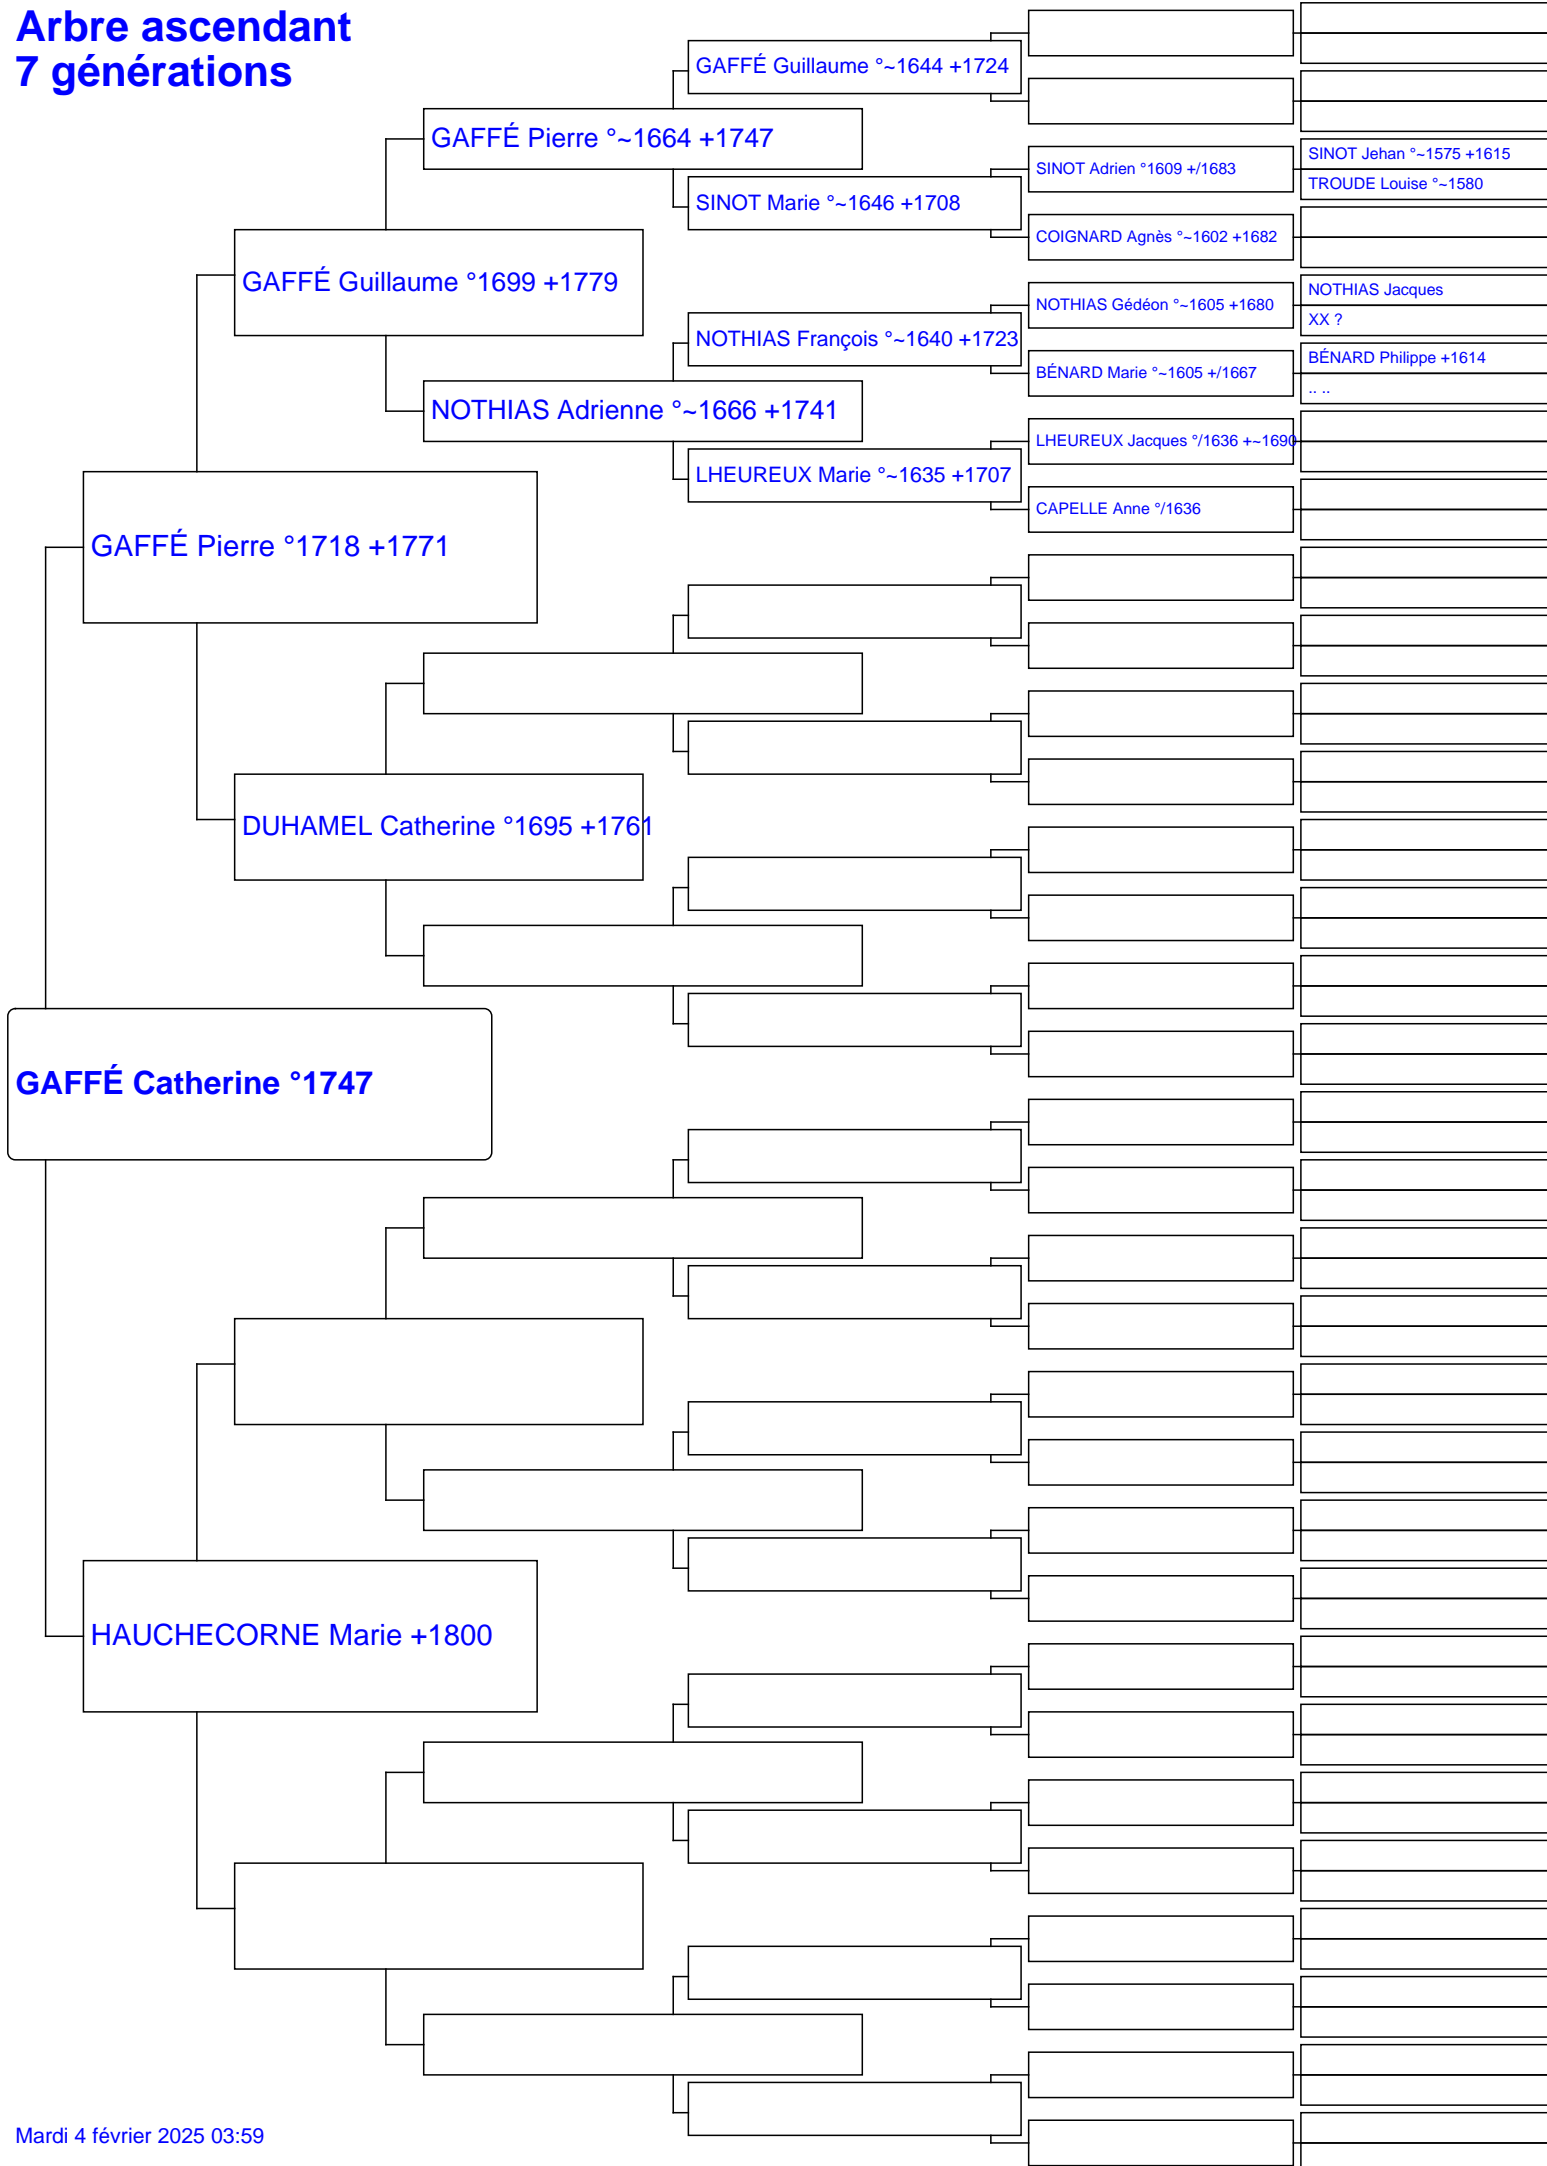 Arbre ascendant
7 générations
GAFFÉ Guillaume °~1644 +1724
GAFFÉ Pierre °~1664 +1747
SINOT Jehan °~1575 +1615
SINOT Adrien °1609 +/1683
TROUDE Louise °~1580
SINOT Marie °~1646 +1708
COIGNARD Agnès °~1602 +1682
GAFFÉ Guillaume °1699 +1779
NOTHIAS Jacques
NOTHIAS Gédéon °~1605 +1680
XX ?
NOTHIAS François °~1640 +1723
BÉNARD Philippe +1614
BÉNARD Marie °~1605 +/1667
.. ..
NOTHIAS Adrienne °~1666 +1741
LHEUREUX Jacques °/1636 +~1690
LHEUREUX Marie °~1635 +1707
CAPELLE Anne °/1636
GAFFÉ Pierre °1718 +1771
DUHAMEL Catherine °1695 +1761
GAFFÉ Catherine °1747
HAUCHECORNE Marie +1800
Mardi 4 février 2025 03:59